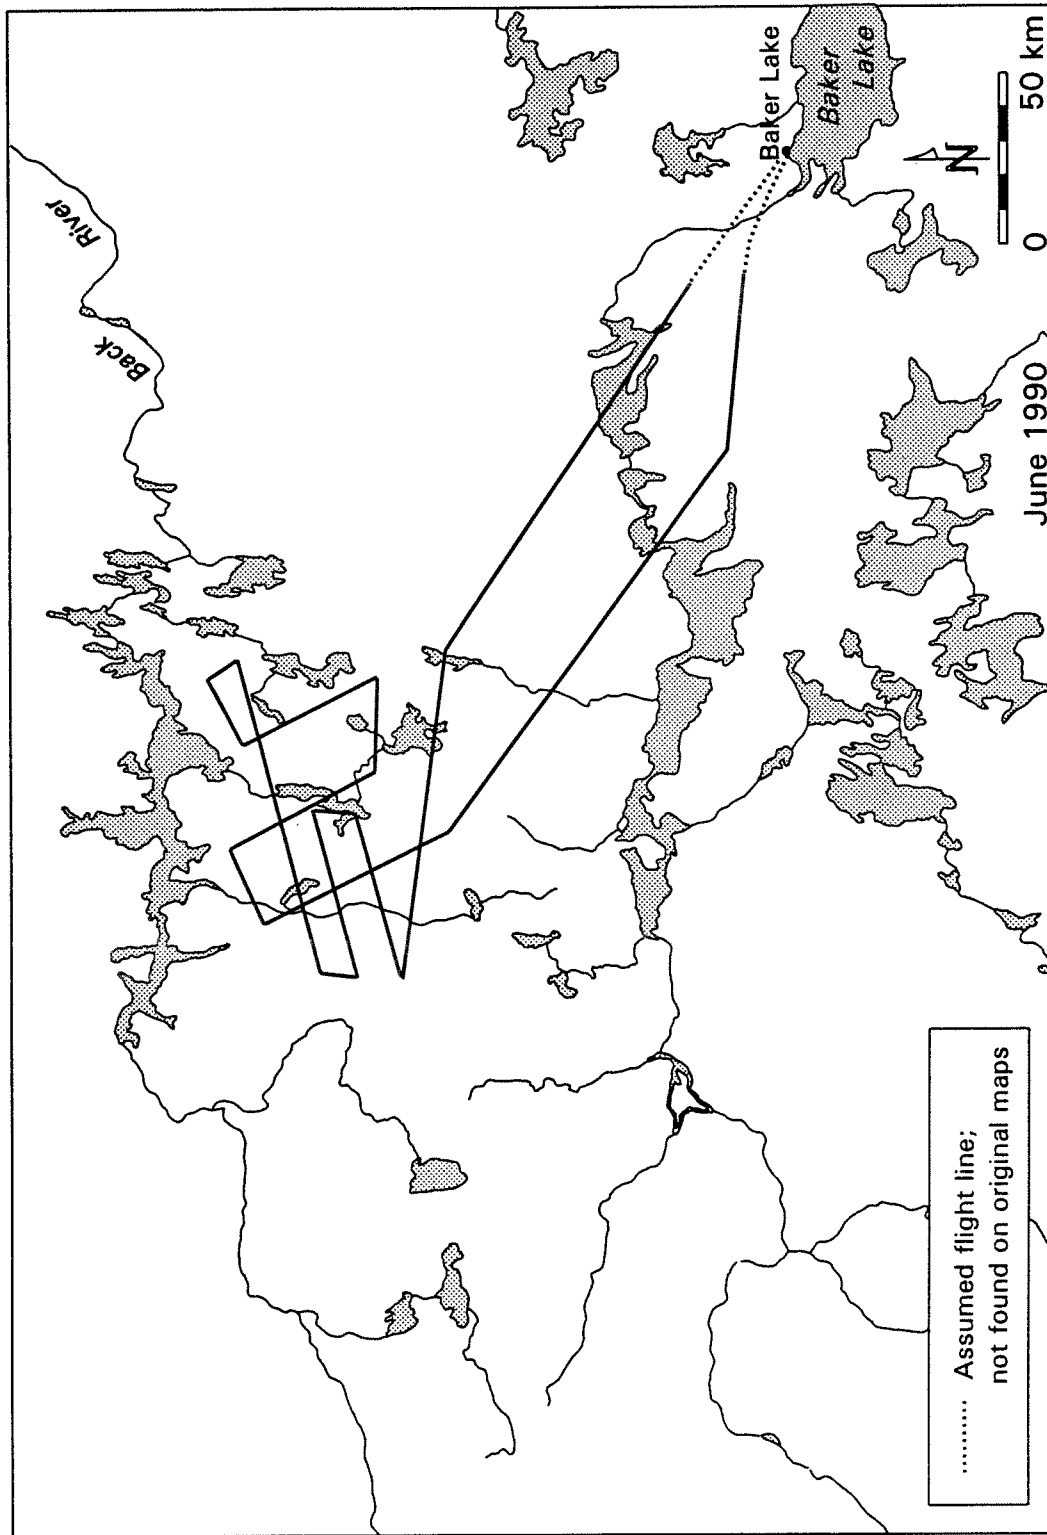 River
Back
Baker Lake
Baker
Lake
N
0 50 km
June 1990
Assumed flight line;
not found on original maps